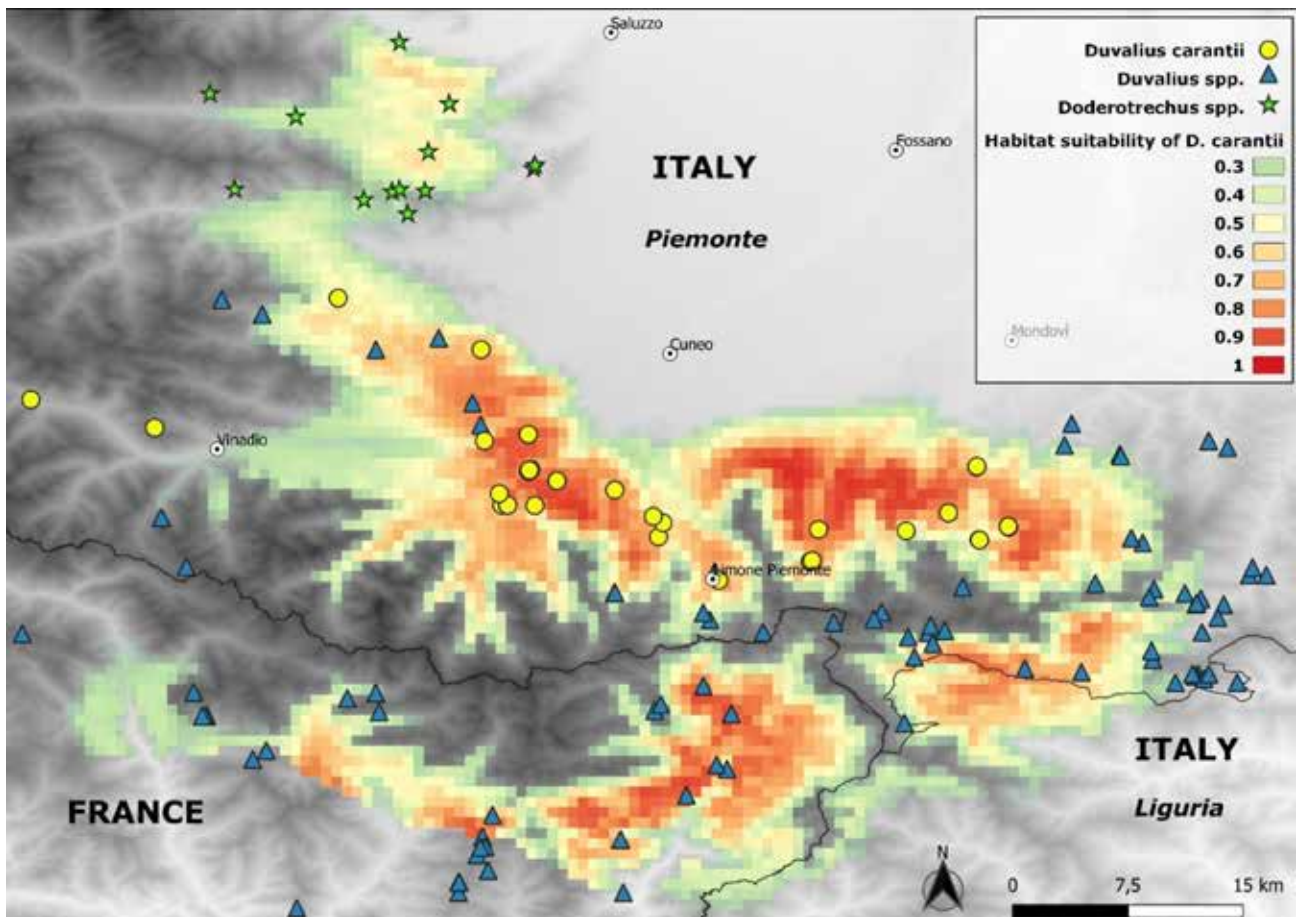 Saluzzo
Duvalius carantii
Duvalius spp.
Doderotrechus spp.
Habitat suitability of D. carantii
0.3
0.4
0.5
0.6
0.7
0.8
0.9
1
Fossano
ITALY
Piemonte
Mondovì
Cuneo
Vinadio
Limone Piemonte
ITALY
Liguria
FRANCE
N
0 7,5 15 km